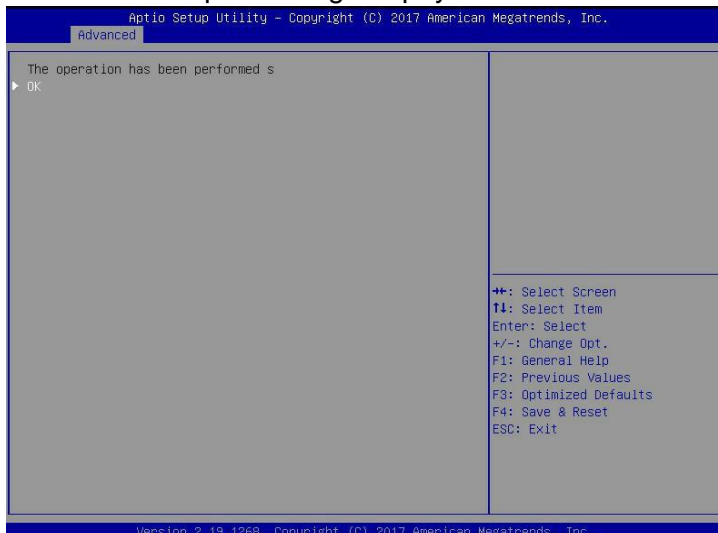 Aptio Setup Utility – Copyright (C) 2017 American Megatrends, Inc.
Advanced
The operation has been performed s
OK
→←: Select Screen
↑↓: Select Item
Enter: Select
+/-: Change Opt.
F1: General Help
F2: Previous Values
F3: Optimized Defaults
F4: Save & Reset
ESC: Exit
Version 2.19.1268. Copyright (C) 2017 American Megatrends, Inc.